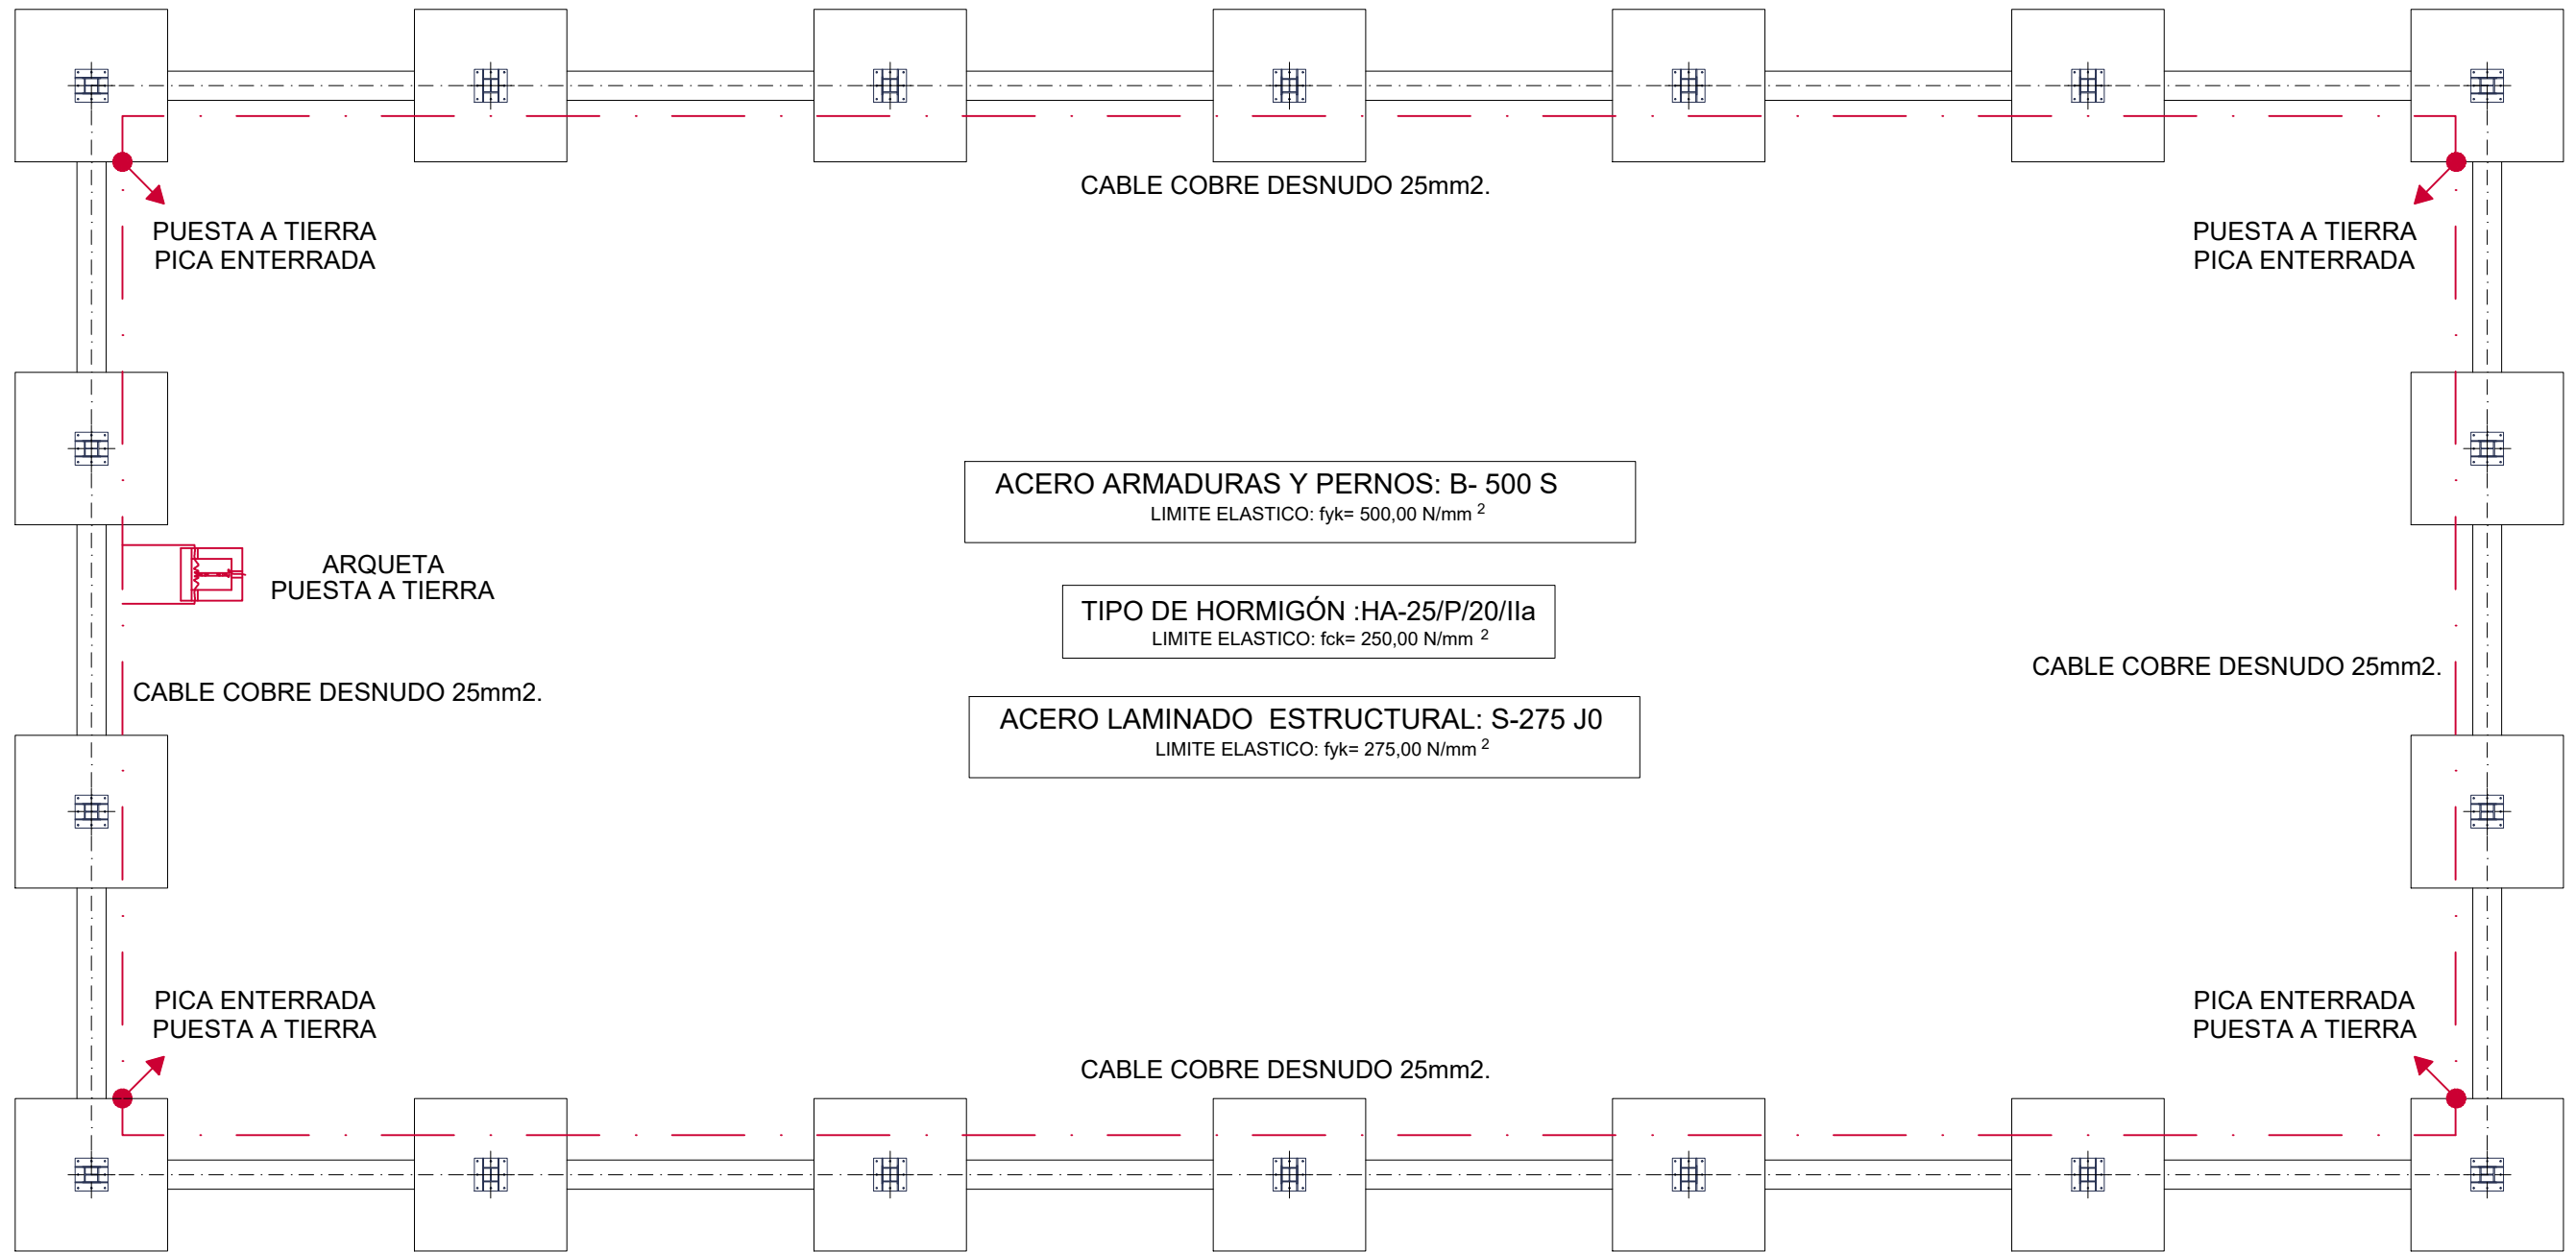 CABLE COBRE DESNUDO 25mm2.
PUESTA A TIERRA
PICA ENTERRADA
PUESTA A TIERRA
PICA ENTERRADA
ACERO ARMADURAS Y PERNOS: B- 500 S
LIMITE ELASTICO: fyk= 500,00 N/mm 2
ARQUETA
PUESTA A TIERRA
TIPO DE HORMIGÓN :HA-25/P/20/IIa
LIMITE ELASTICO: fck= 250,00 N/mm 2
CABLE COBRE DESNUDO 25mm2.
CABLE COBRE DESNUDO 25mm2.
ACERO LAMINADO  ESTRUCTURAL: S-275 J0
LIMITE ELASTICO: fyk= 275,00 N/mm 2
PICA ENTERRADA
PUESTA A TIERRA
PICA ENTERRADA
PUESTA A TIERRA
CABLE COBRE DESNUDO 25mm2.